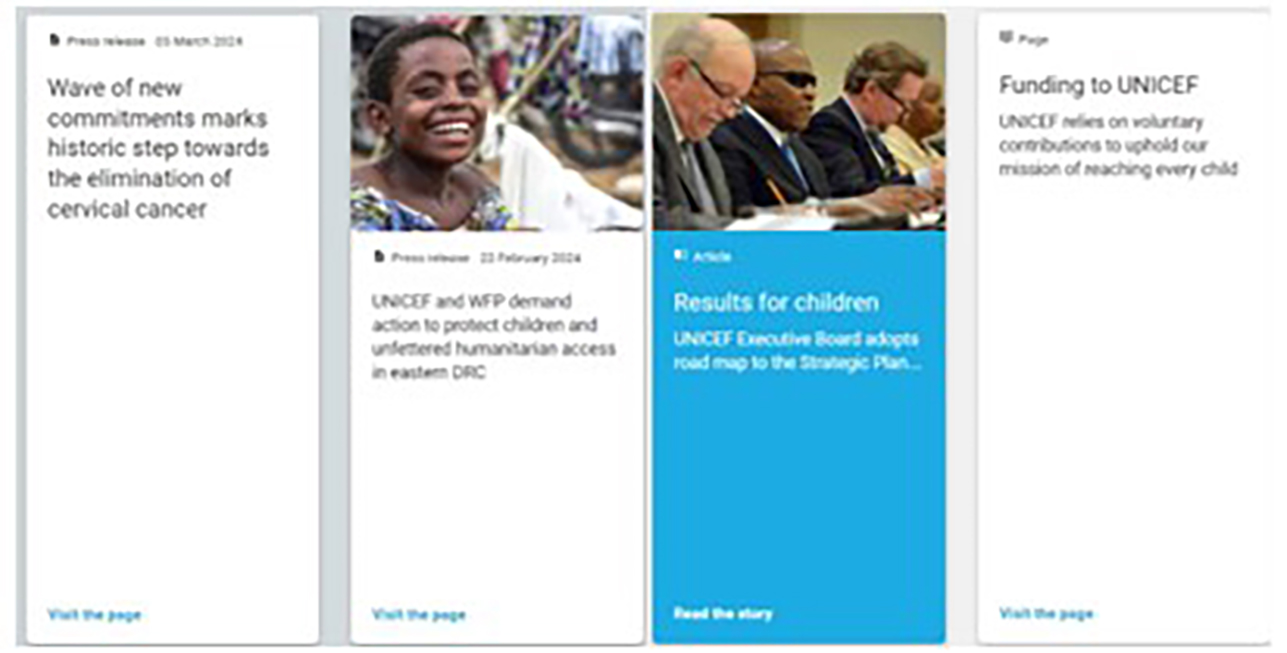 Press release · 05 March 2024
Wave of new
commitments marks
historic step towards
the elimination of
cervical cancer
Visit the page
Press release · 22 February 2024
UNICEF and WFP demand
action to protect children and
unfettered humanitarian access
in eastern DRC
Visit the page
Article
Results for children
UNICEF Executive Board adopts
road map to the Strategic Plan...
Read the story
Page
Funding to UNICEF
UNICEF relies on voluntary
contributions to uphold our
mission of reaching every child
Visit the page